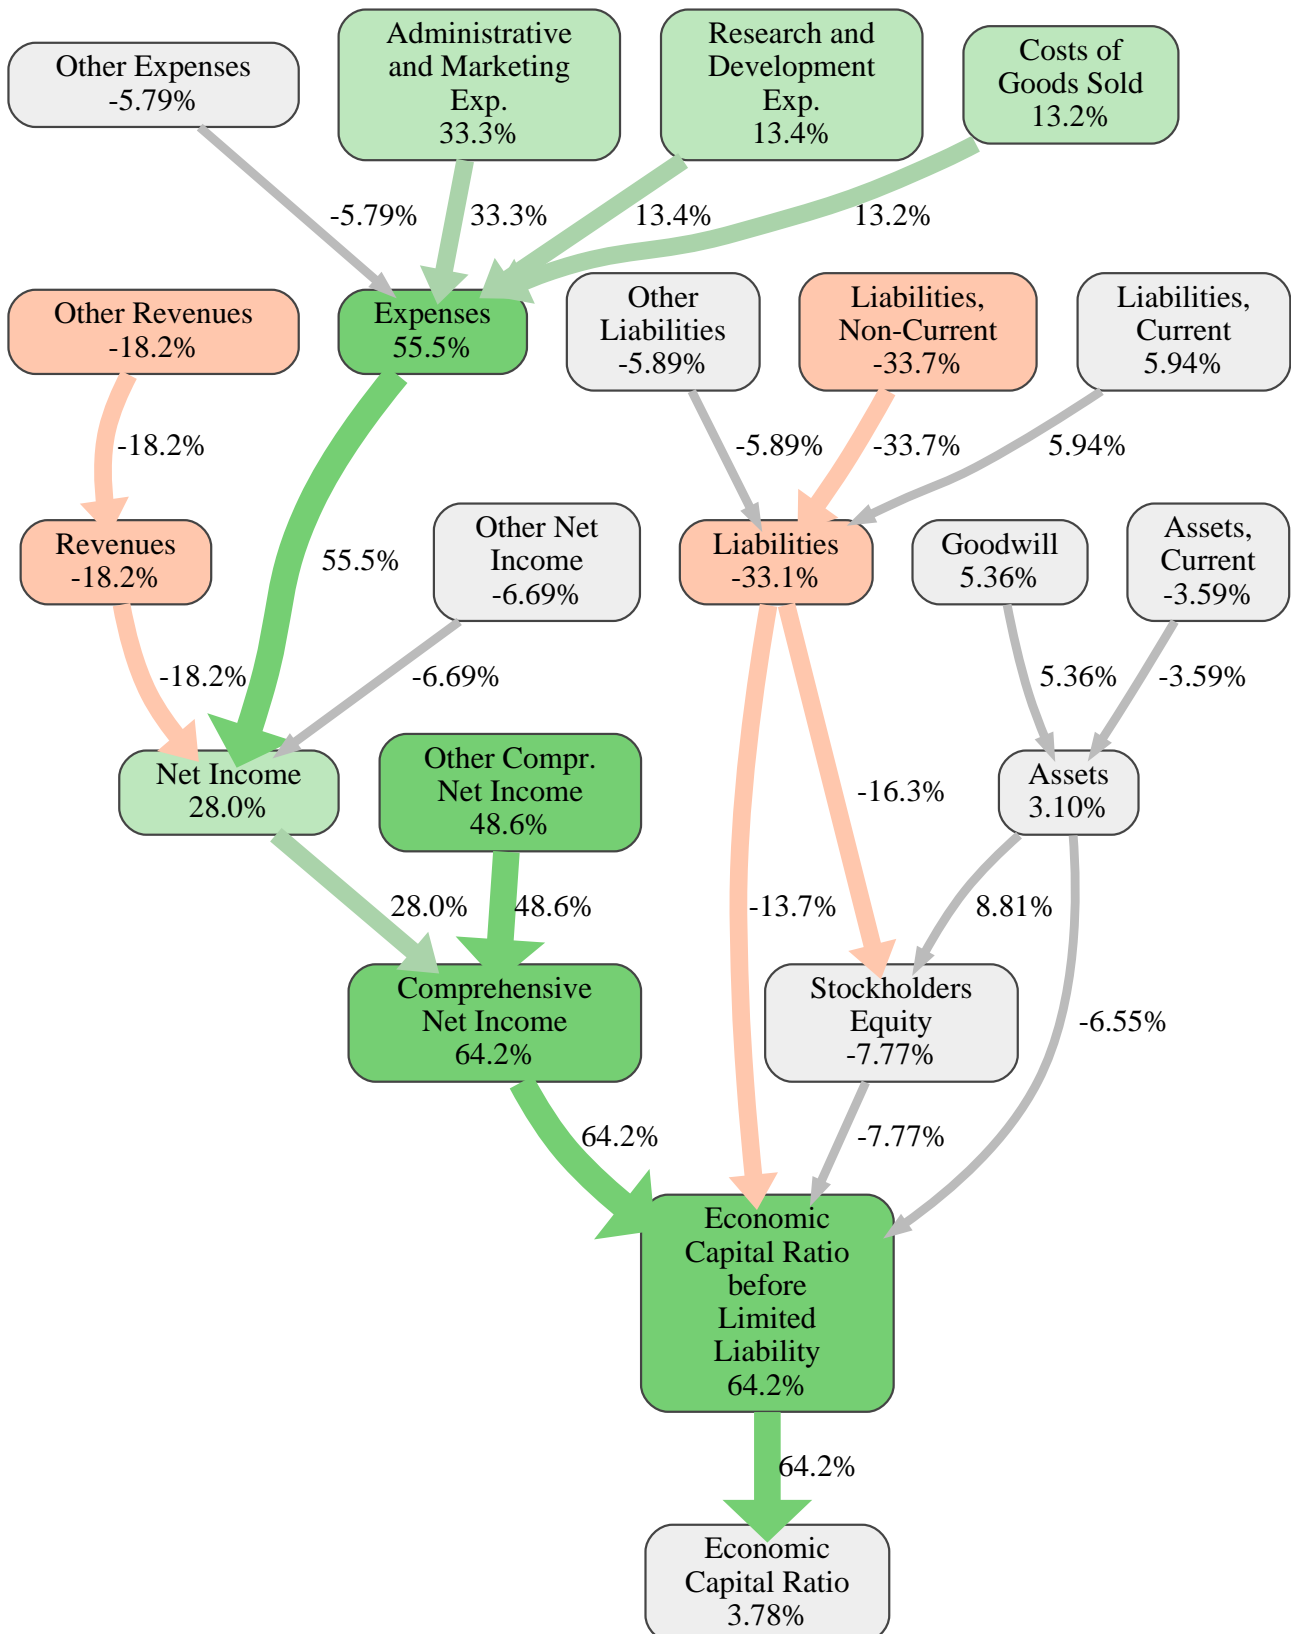 Other Expenses
-5.79%
Administrative
and Marketing
Exp.
33.3%
Research and
Development
Exp.
13.4%
Costs of
Goods Sold
13.2%
-5.79%
33.3%
13.4%
13.2%
Other Revenues
-18.2%
Expenses
55.5%
Other
Liabilities
-5.89%
Liabilities,
Non-Current
-33.7%
Liabilities,
Current
5.94%
-18.2%
-5.89%
-33.7%
5.94%
Revenues
-18.2%
55.5%
Other Net
Income
-6.69%
Liabilities
-33.1%
Goodwill
5.36%
Assets,
Current
-3.59%
-18.2%
-6.69%
5.36%
-3.59%
Net Income
28.0%
Other Compr.
Net Income
48.6%
-16.3%
Assets
3.10%
28.0%
48.6%
-13.7%
8.81%
Comprehensive
Net Income
64.2%
Stockholders
Equity
-7.77%
-6.55%
64.2%
-7.77%
Economic
Capital Ratio
before
Limited
Liability
64.2%
64.2%
Economic
Capital Ratio
3.78%